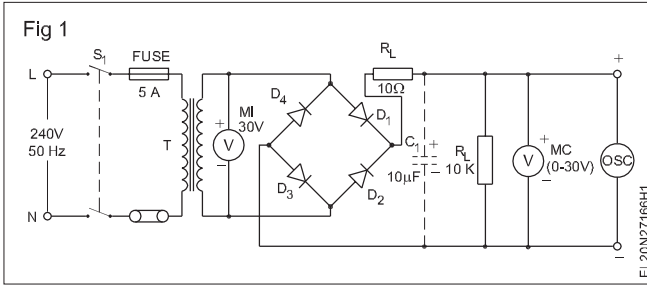 Fig 1
S1
FUSE
5 A
L
240V
50 Hz
N
T
MI
30V
+
V
–
D4
D1
D3
D2
RL
10Ω
C1
+
–
10µF
RL
10 K
+
V
–
MC
(0-30V)
+
OSC
–
EL20N27166H1